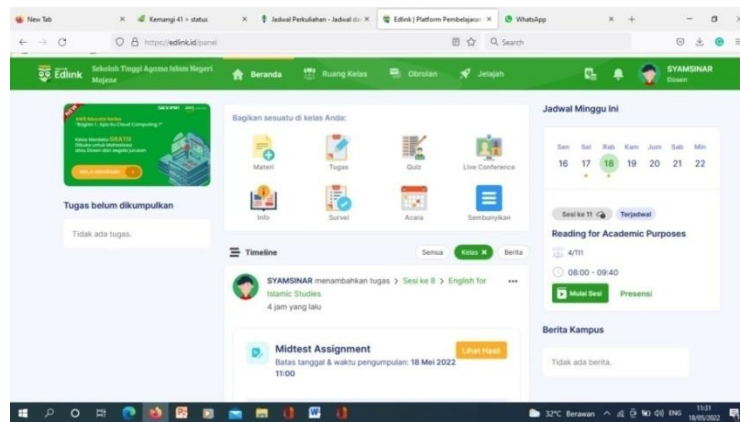 New Tab
Kemangi 41 > status
Jadwal Perkuliahan - Jadwal
Edlink | Platform Pembelajaran
WhatsApp
https://edlink.id/panel
Search
Edlink
Sekolah Tinggi Agama Islam Negeri
Majene
Beranda
Ruang Kelas
Obrolan
Jelajah
SYAMSINAR
Dosen
NEW
SEVIMA
Kelas Merdeka GRATIS
Tugas belum dikumpulkan
Tidak ada tugas.
Bagikan sesuatu di kelas Anda:
Materi
Tugas
Quiz
Live Conference
Info
Survei
Acara
Sembunyikan
Timeline
Semua
Kelas ×
Berita
SYAMSINAR menambahkan tugas > Sesi ke 8 > English for
Islamic Studies
4 jam yang lalu
Midtest Assignment
Batas tanggal & waktu pengumpulan: 18 Mei 2022
11:00
Lihat Hasil
Jadwal Minggu Ini
Sen Sel Rab Kam Jum Sab Min
16 17 18 19 20 21 22
Sesi ke 11
Terjadwal
Reading for Academic Purposes
08:00 - 09:40
Mulai Sesi
Presensi
Berita Kampus
Tidak ada berita.
32°C Berawan
ENG
11:31
18/05/2022